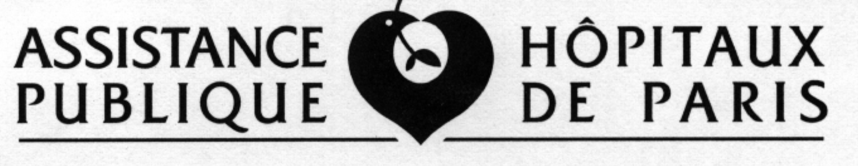 ASSISTANCE
PUBLIQUE
HÔPITAUX
DE PARIS